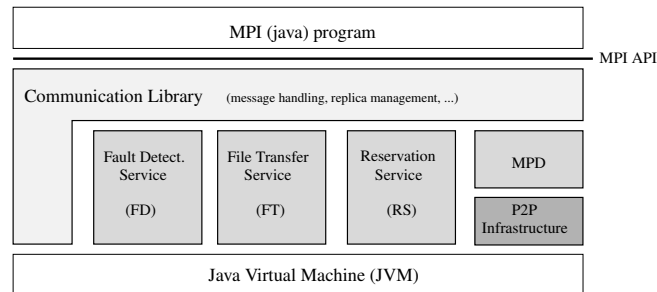 MPI (java) program
MPI API
Communication Library (message handling, replica management, ...)
Fault Detect.
Service
(FD)
File Transfer
Service
(FT)
Reservation
Service
(RS)
MPD
P2P
Infrastructure
Java Virtual Machine (JVM)